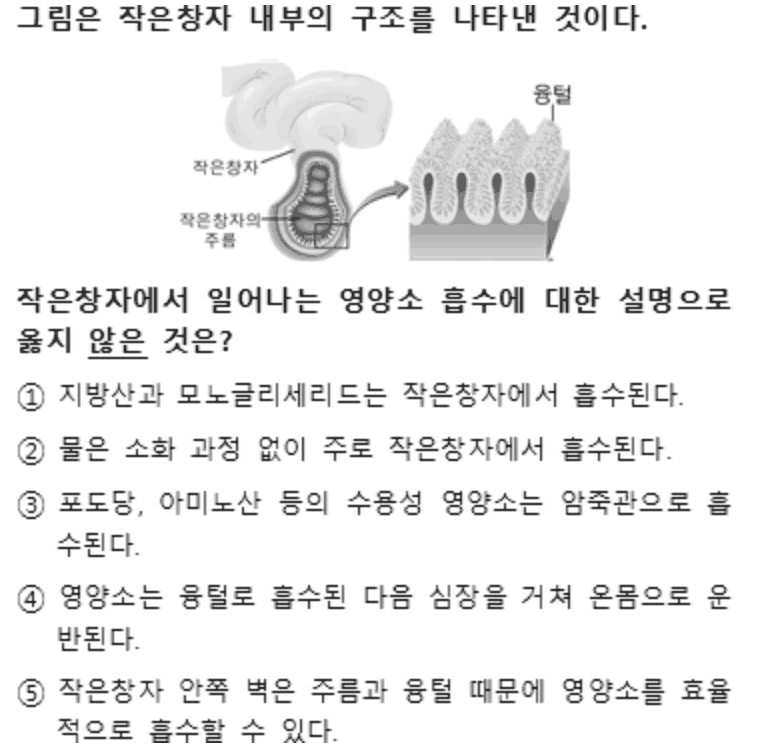 그림은 작은창자 내부의 구조를 나타낸 것이다.
융털
작은창자
작은창자의
주름
작은창자에서 일어나는 영양소 흡수에 대한 설명으로
옳지 않은 것은?
① 지방산과 모노글리세리드는 작은창자에서 흡수된다.
② 물은 소화 과정 없이 주로 작은창자에서 흡수된다.
③ 포도당, 아미노산 등의 수용성 영양소는 암죽관으로 흡
수된다.
④ 영양소는 융털로 흡수된 다음 심장을 거쳐 온몸으로 운
반된다.
⑤ 작은창자 안쪽 벽은 주름과 융털 때문에 영양소를 효율
적으로 흡수할 수 있다.